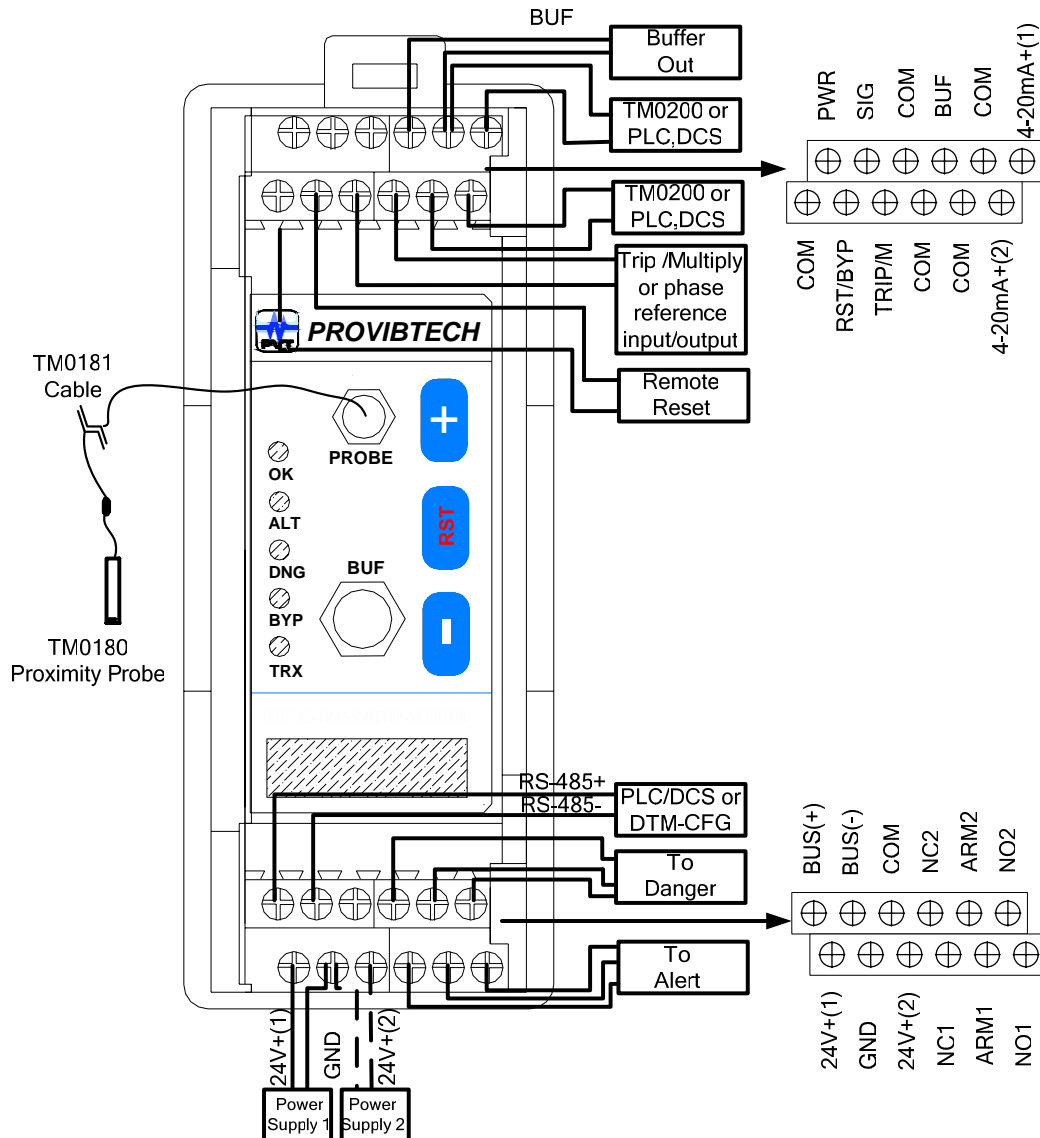 BUF
Buffer
Out
TM0200 or
PLC,DCS
TM0200 or
PLC,DCS
Trip /Multiply
or phase
reference
input/output
Remote
Reset
PWR
SIG
COM
BUF
COM
4-20mA+(1)
COM
RST/BYP
TRIP/M
COM
COM
4-20mA+(2)
PROVIBTECH
TM0181
Cable
TM0180
Proximity Probe
PROBE
OK
ALT
DNG
BYP
TRX
BUF
+
RST
-
RS-485+
RS-485-
PLC/DCS or
DTM-CFG
To
Danger
To
Alert
BUS(+)
BUS(-)
COM
NC2
ARM2
NO2
24V+(1)
GND
24V+(2)
NC1
ARM1
NO1
24V+(1)
GND
24V+(2)
Power
Supply 1
Power
Supply 2